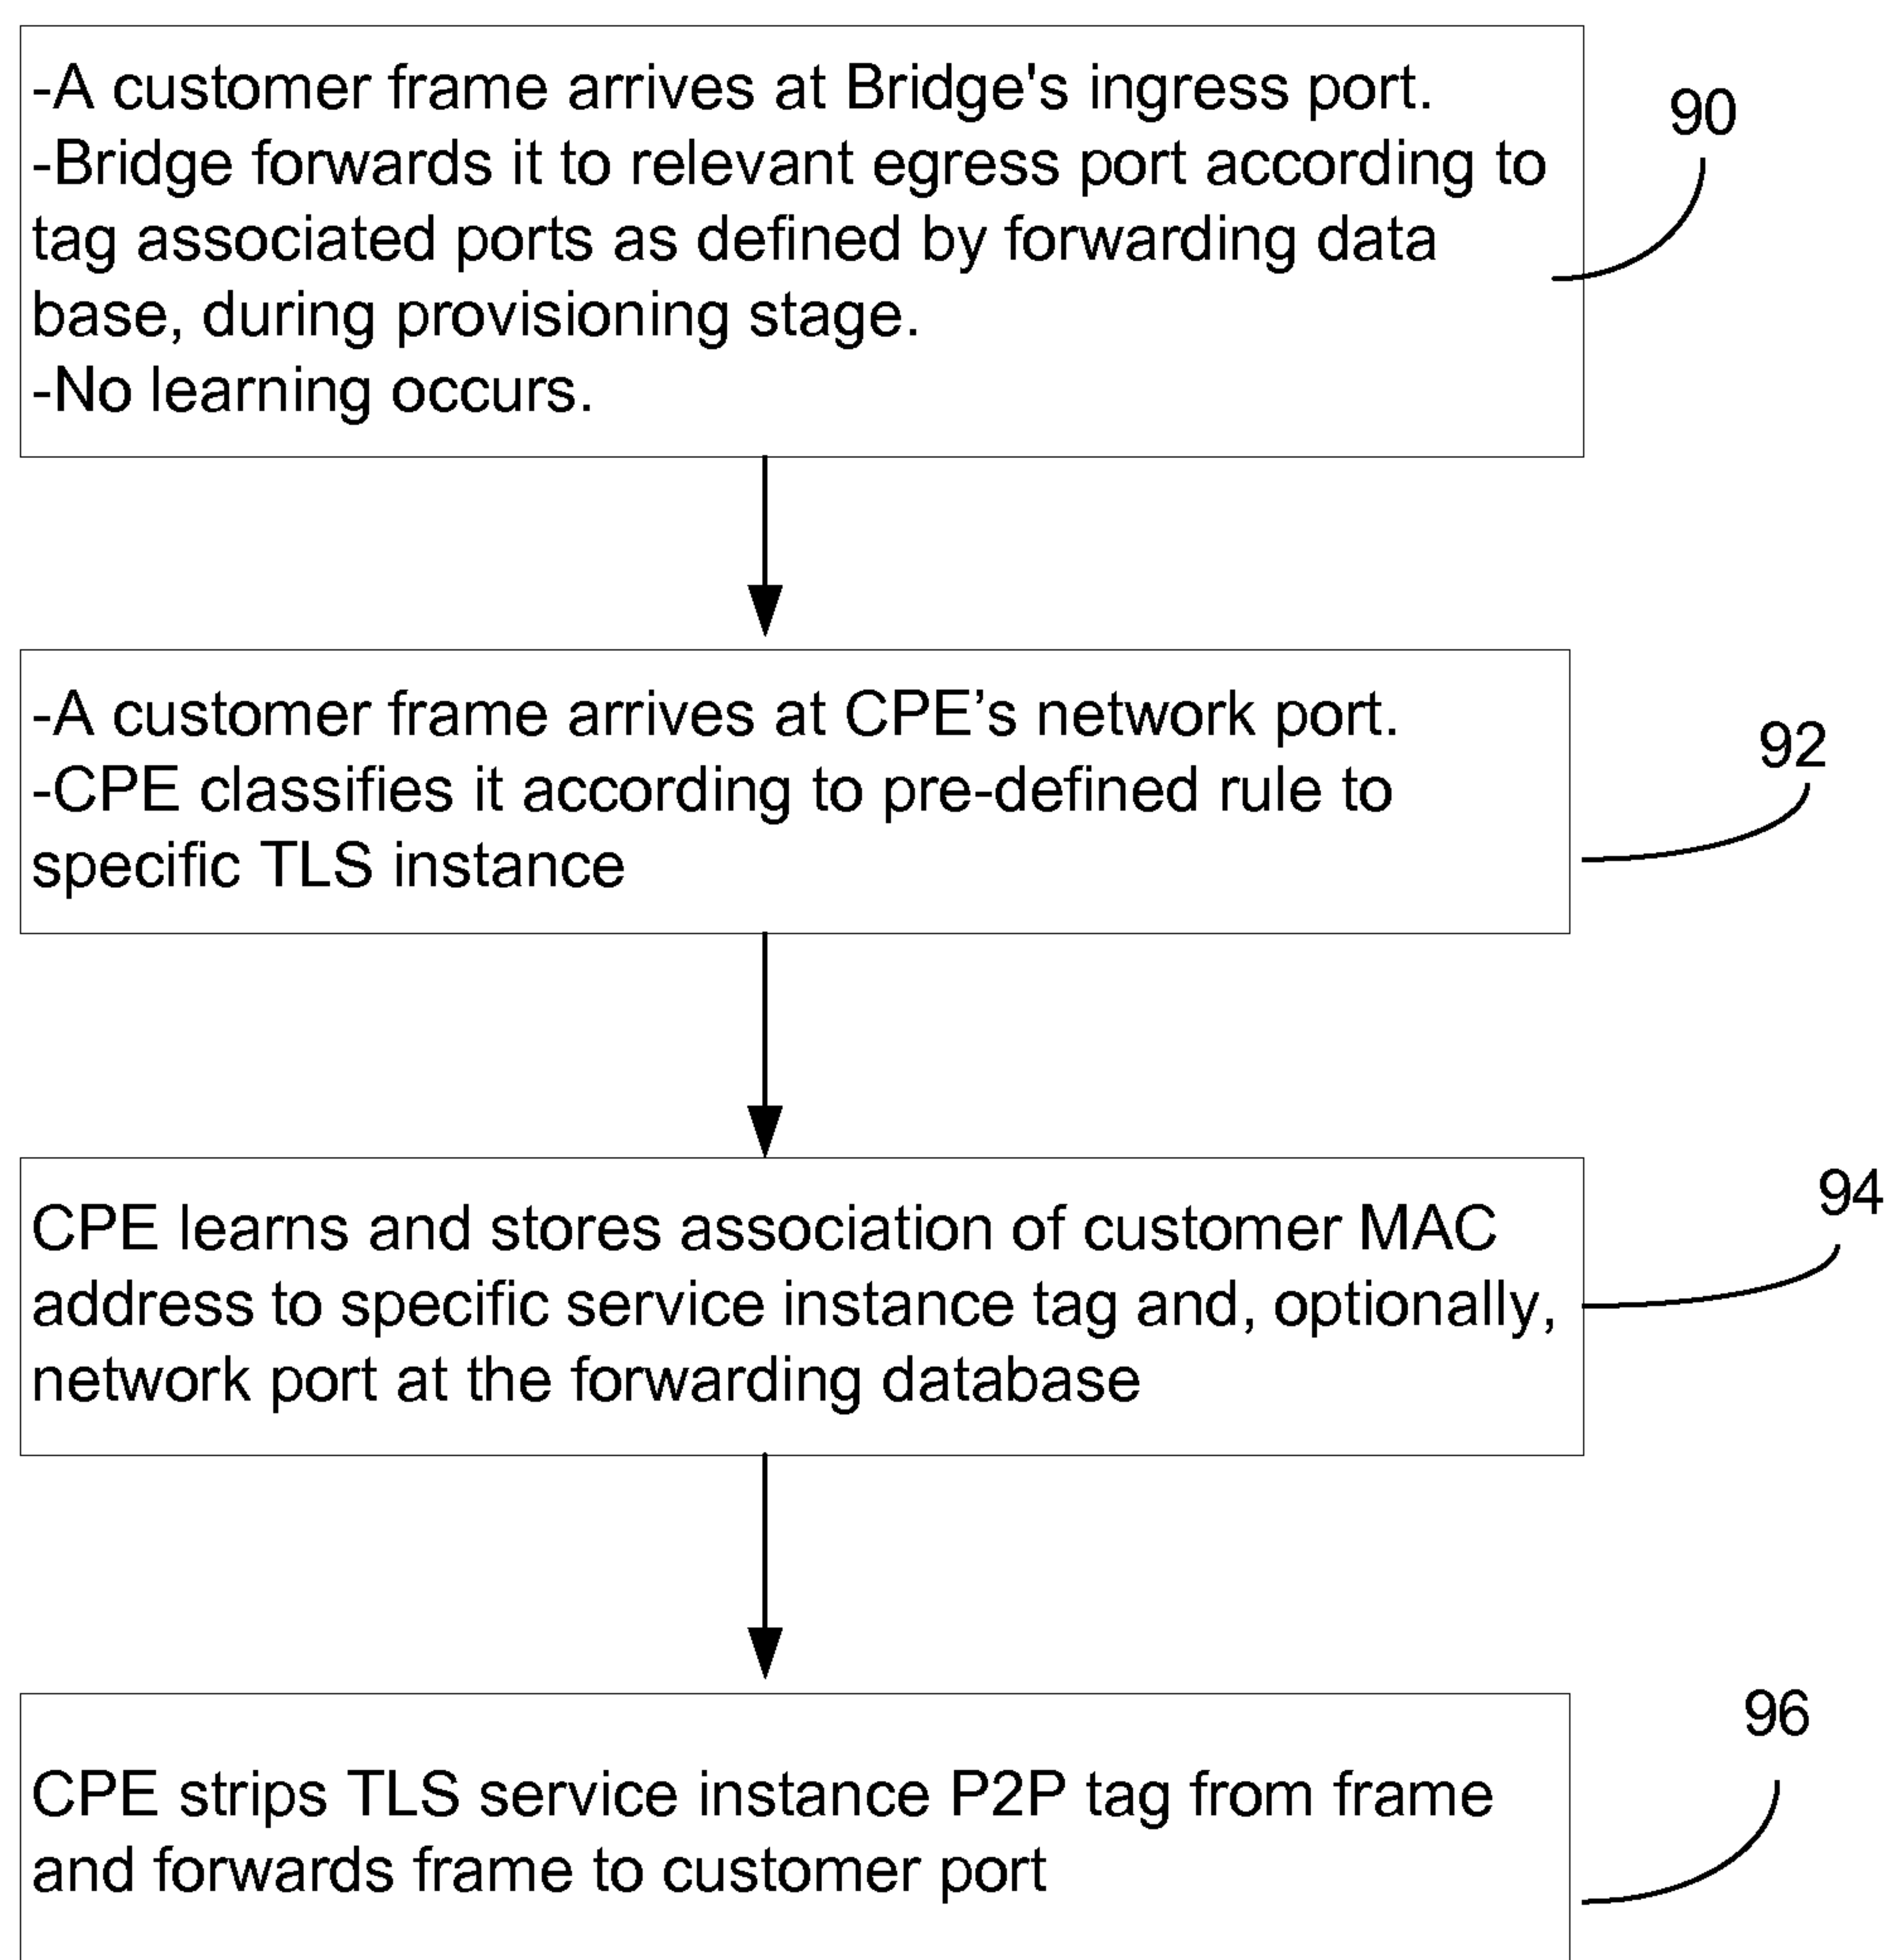 -A customer frame arrives at Bridge's ingress port.
-Bridge forwards it to relevant egress port according to
tag associated ports as defined by forwarding data
base, during provisioning stage.
-No learning occurs.
90
-A customer frame arrives at CPE’s network port.
-CPE classifies it according to pre-defined rule to
specific TLS instance
92
CPE learns and stores association of customer MAC
address to specific service instance tag and, optionally,
network port at the forwarding database
94
CPE strips TLS service instance P2P tag from frame
and forwards frame to customer port
96